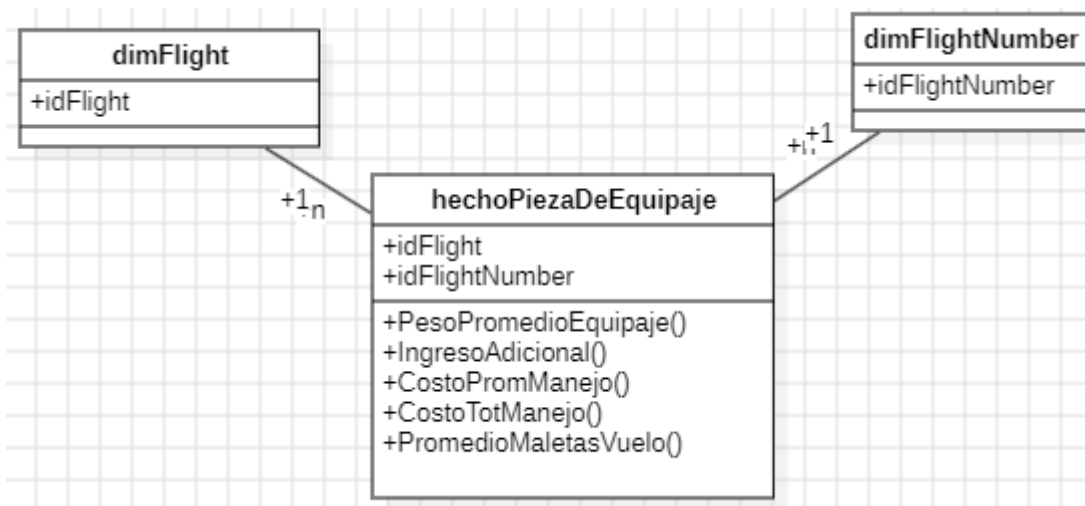 dimFlight
+idFlight
dimFlightNumber
+idFlightNumber
+1
+1
n
hechoPiezaDeEquipaje
+idFlight
+idFlightNumber
+PesoPromedioEquipaje()
+IngresoAdicional()
+CostoPromManejo()
+CostoTotManejo()
+PromedioMaletasVuelo()